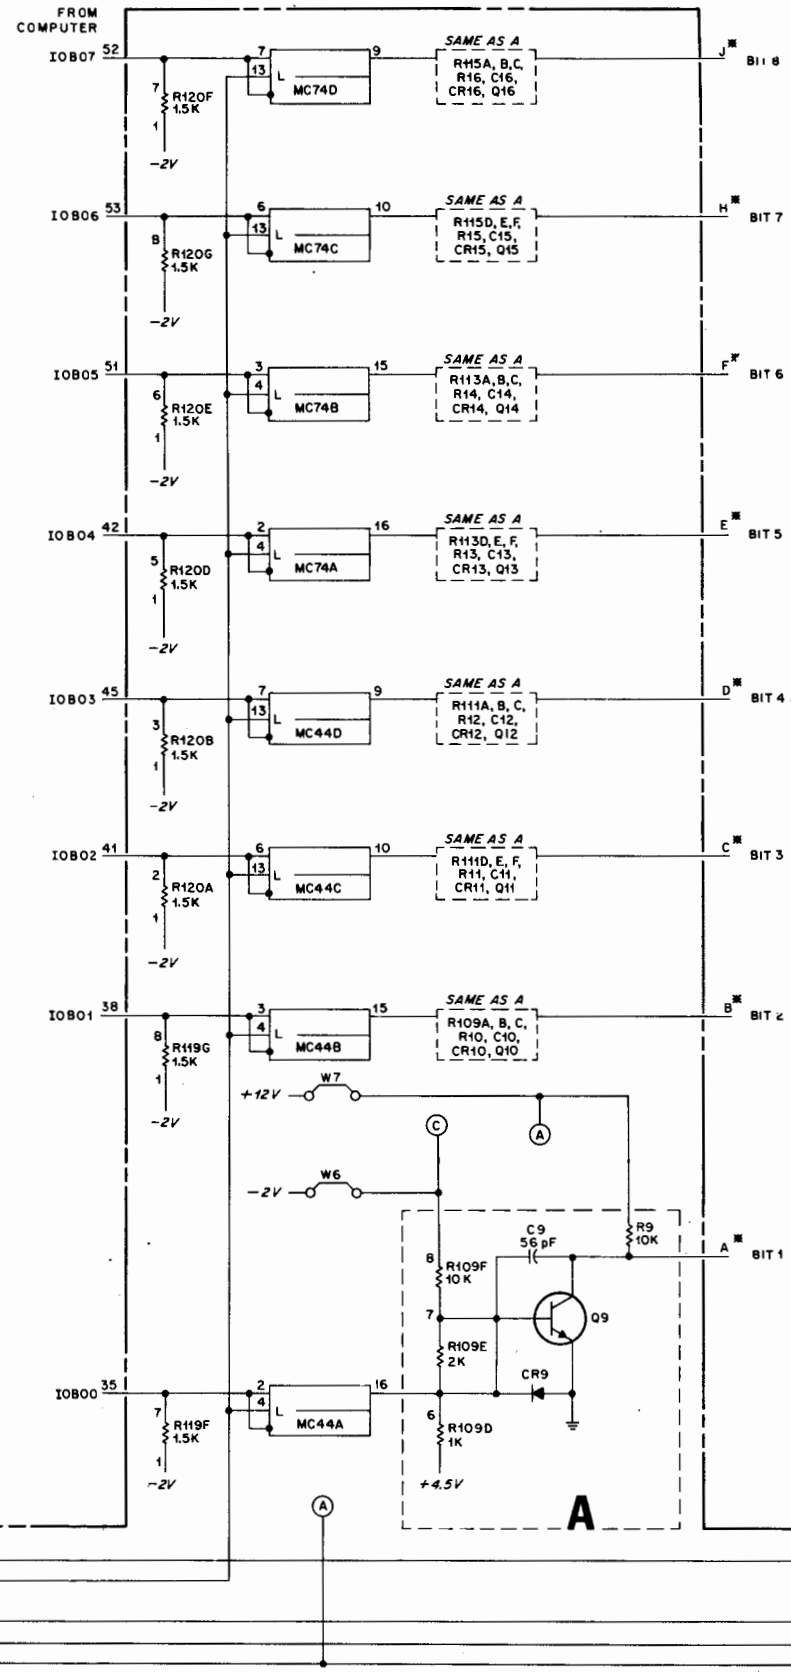 FROM
COMPUTER
IOB07 52
7
13
L
MC74D
9
SAME AS A
R115A, B,C,
R16, C16,
CR16, Q16
J※
BIT 8
7
R120F
1.5K
1
-2V
IOB06 53
6
13
L
MC74C
10
SAME AS A
R115D, E,F,
R15, C15,
CR15, Q15
H※
BIT 7
8
R120G
1.5K
1
-2V
IOB05 51
3
4
L
MC74B
15
SAME AS A
R113A, B,C,
R14, C14,
CR14, Q14
F※
BIT 6
6
R120E
1.5K
1
-2V
IOB04 42
2
4
L
MC74A
16
SAME AS A
R113D, E, F,
R13, C13,
CR13, Q13
E※
BIT 5
5
R120D
1.5K
1
-2V
IOB03 45
7
13
L
MC44D
9
SAME AS A
R111A, B, C,
R12, C12,
CR12, Q12
D※
BIT 4
3
R120B
1.5K
1
-2V
IOB02 41
6
13
L
MC44C
10
SAME AS A
R111D, E, F,
R11, C11,
CR11, Q11
C※
BIT 3
2
R120A
1.5K
1
-2V
IOB01 38
3
4
L
MC44B
15
SAME AS A
R109A, B, C,
R10, C10,
CR10, Q10
B※
BIT 2
8
R119G
1.5K
1
-2V
+12V
W7
C
A
-2V
W6
C9
56pF
R9
10K
A※
BIT 1
8
R109F
10K
7
Q9
R109E
2K
CR9
IOB00 35
2
4
L
MC44A
16
7
R119F
1.5K
1
-2V
6
R109D
1K
+4.5V
A
A